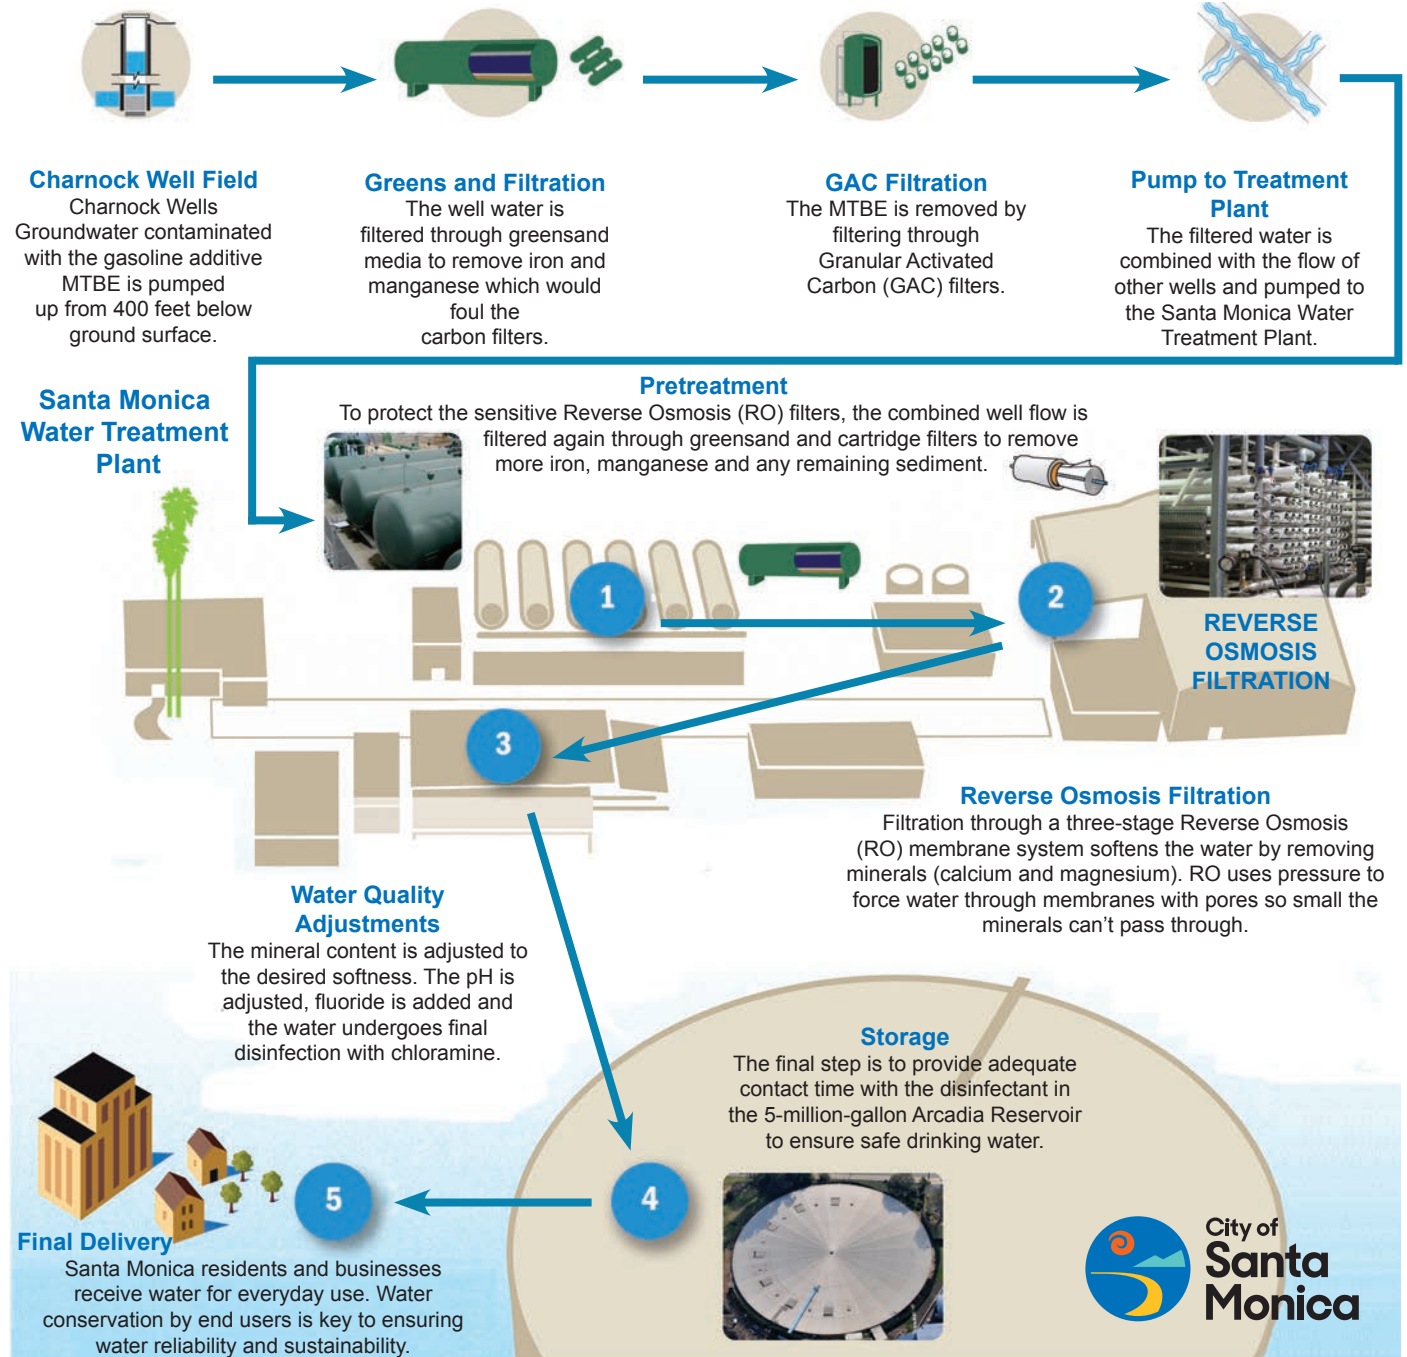 Charnock Well Field
Charnock Wells
Groundwater contaminated
with the gasoline additive
MTBE is pumped
up from 400 feet below
ground surface.
Greens and Filtration
The well water is
filtered through greensand
media to remove iron and
manganese which would
foul the
carbon filters.
GAC Filtration
The MTBE is removed by
filtering through
Granular Activated
Carbon (GAC) filters.
Pump to Treatment
Plant
The filtered water is
combined with the flow of
other wells and pumped to
the Santa Monica Water
Treatment Plant.
Santa Monica
Water Treatment
Plant
Pretreatment
To protect the sensitive Reverse Osmosis (RO) filters, the combined well flow is
filtered again through greensand and cartridge filters to remove
more iron, manganese and any remaining sediment.
1
2
REVERSE
OSMOSIS
FILTRATION
3
Reverse Osmosis Filtration
Filtration through a three-stage Reverse Osmosis
(RO) membrane system softens the water by removing
minerals (calcium and magnesium). RO uses pressure to
force water through membranes with pores so small the
minerals can't pass through.
Water Quality
Adjustments
The mineral content is adjusted to
the desired softness. The pH is
adjusted, fluoride is added and
the water undergoes final
disinfection with chloramine.
Storage
The final step is to provide adequate
contact time with the disinfectant in
the 5-million-gallon Arcadia Reservoir
to ensure safe drinking water.
4
5
Final Delivery
Santa Monica residents and businesses
receive water for everyday use. Water
conservation by end users is key to ensuring
water reliability and sustainability.
City of
Santa
Monica